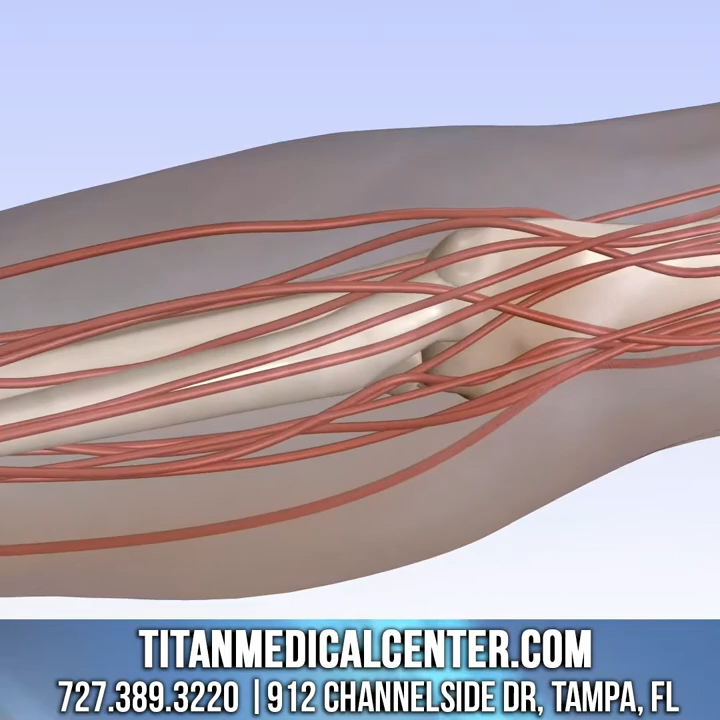 TITANMEDICALCENTER.COM
727.389.3220 | 912 CHANNELSIDE DR, TAMPA, FL